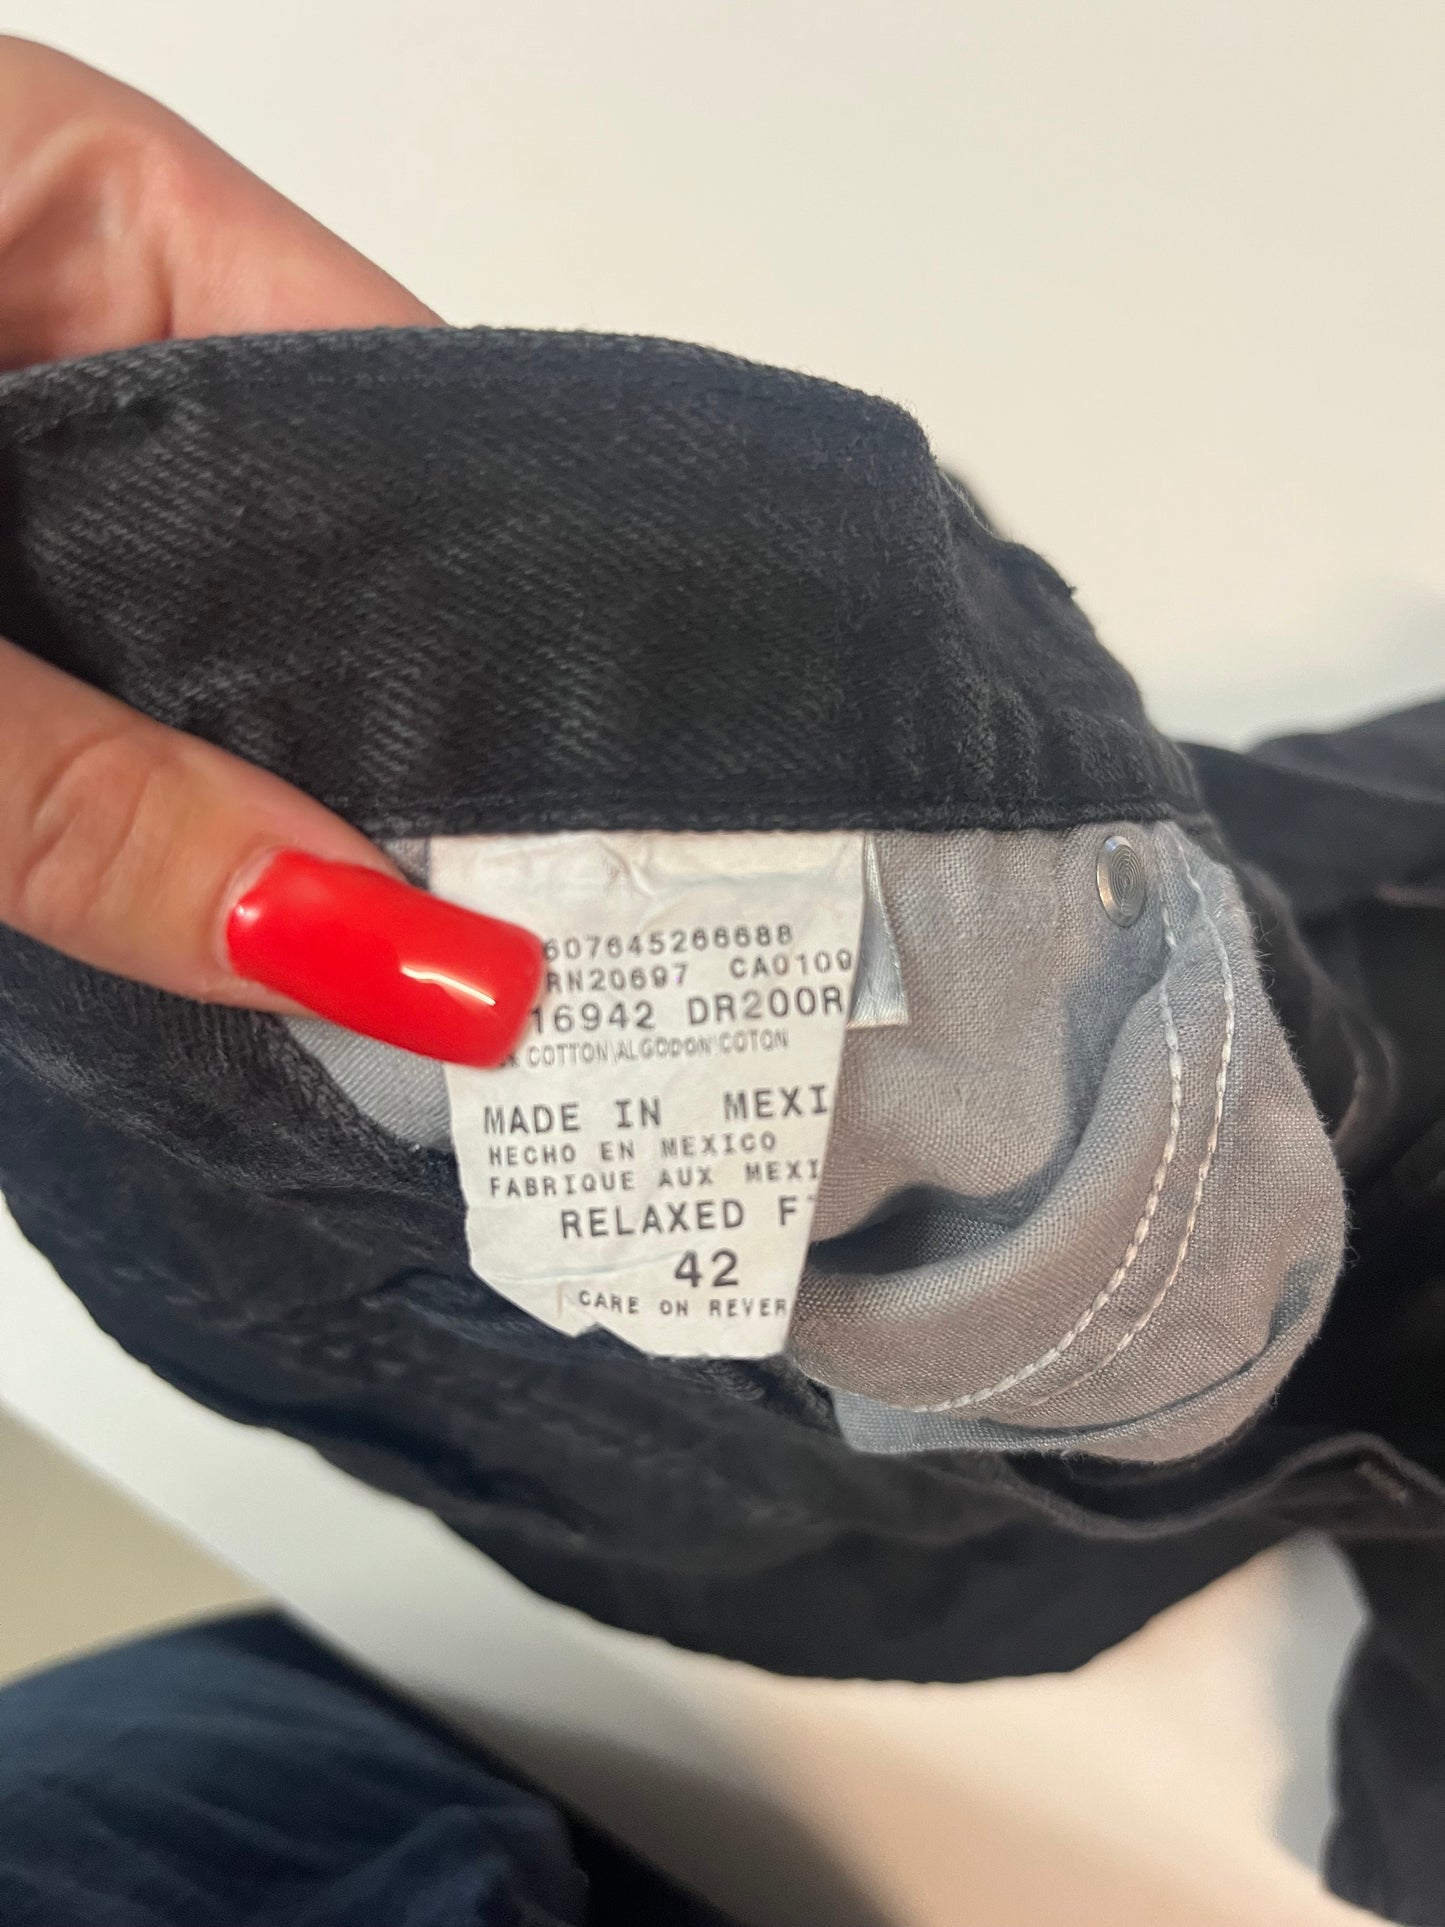 607645266688
RN20697 CA0109
16942 DR200R
COTTON\ALGODON\COTON
MADE IN MEXI
HECHO EN MEXICO
FABRIQUE AUX MEXI
RELAXED F
42
CARE ON REVER